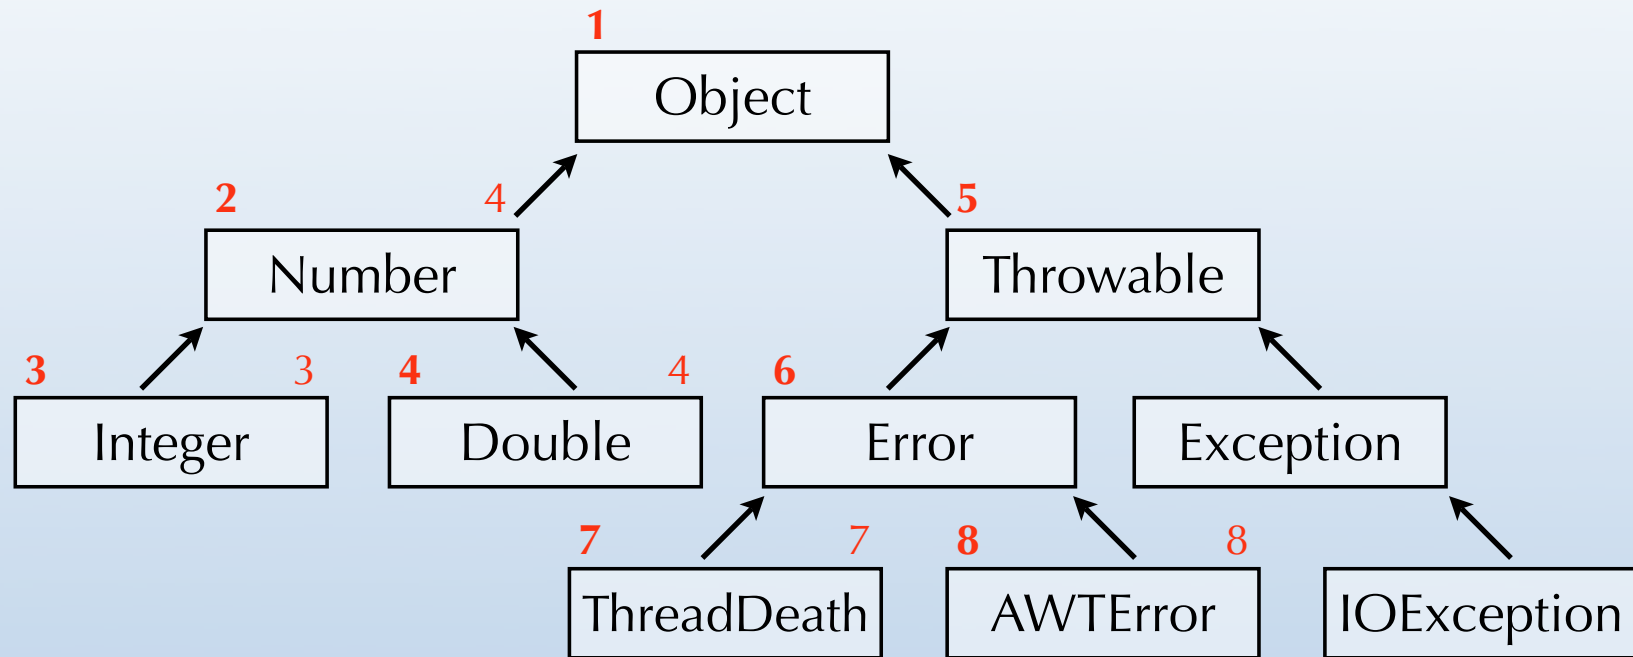 1
Object
2 4 5
Number Throwable
3 3 4 4 6
Integer Double Error Exception
7 7 8 8
ThreadDeath AWTError IOException